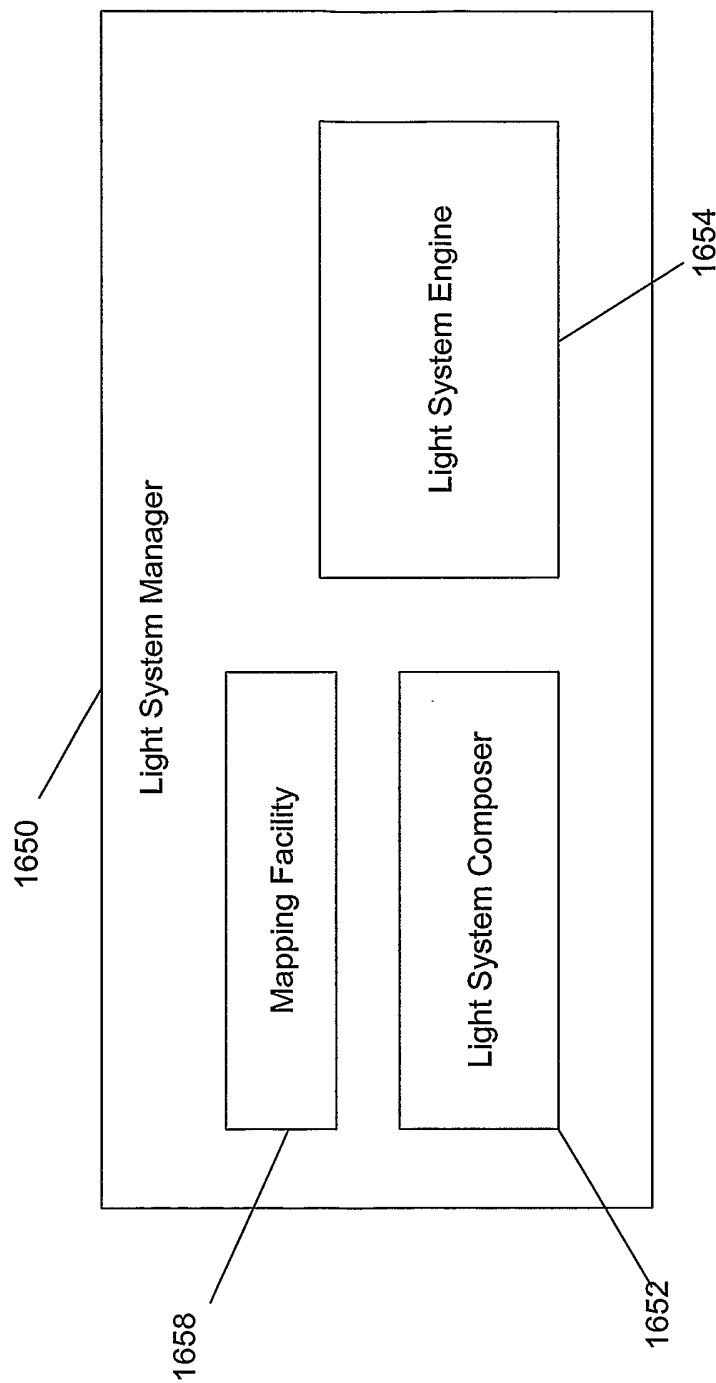 1650
Light System Manager
1658
Mapping Facility
Light System Composer
Light System Engine
1652
1654